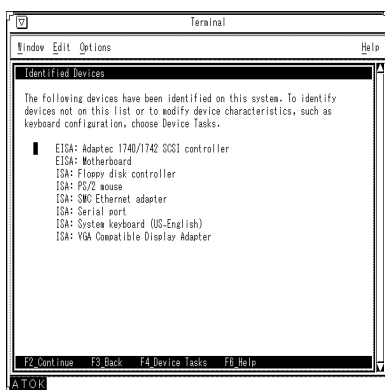 Terminal
Window Edit Options Help
Identified Devices
The following devices have been identified on this system. To identify
devices not on this list or to modify device characteristics, such as
keyboard configuration, choose Device Tasks.
EISA: Adaptec 1740/1742 SCSI controller
EISA: Motherboard
ISA: Floppy disk controller
ISA: PS/2 mouse
ISA: SMC Ethernet adapter
ISA: Serial port
ISA: System keyboard (US-English)
ISA: VGA Compatible Display Adapter
F2_Continue F3_Back F4_Device Tasks F6_Help
ATOK